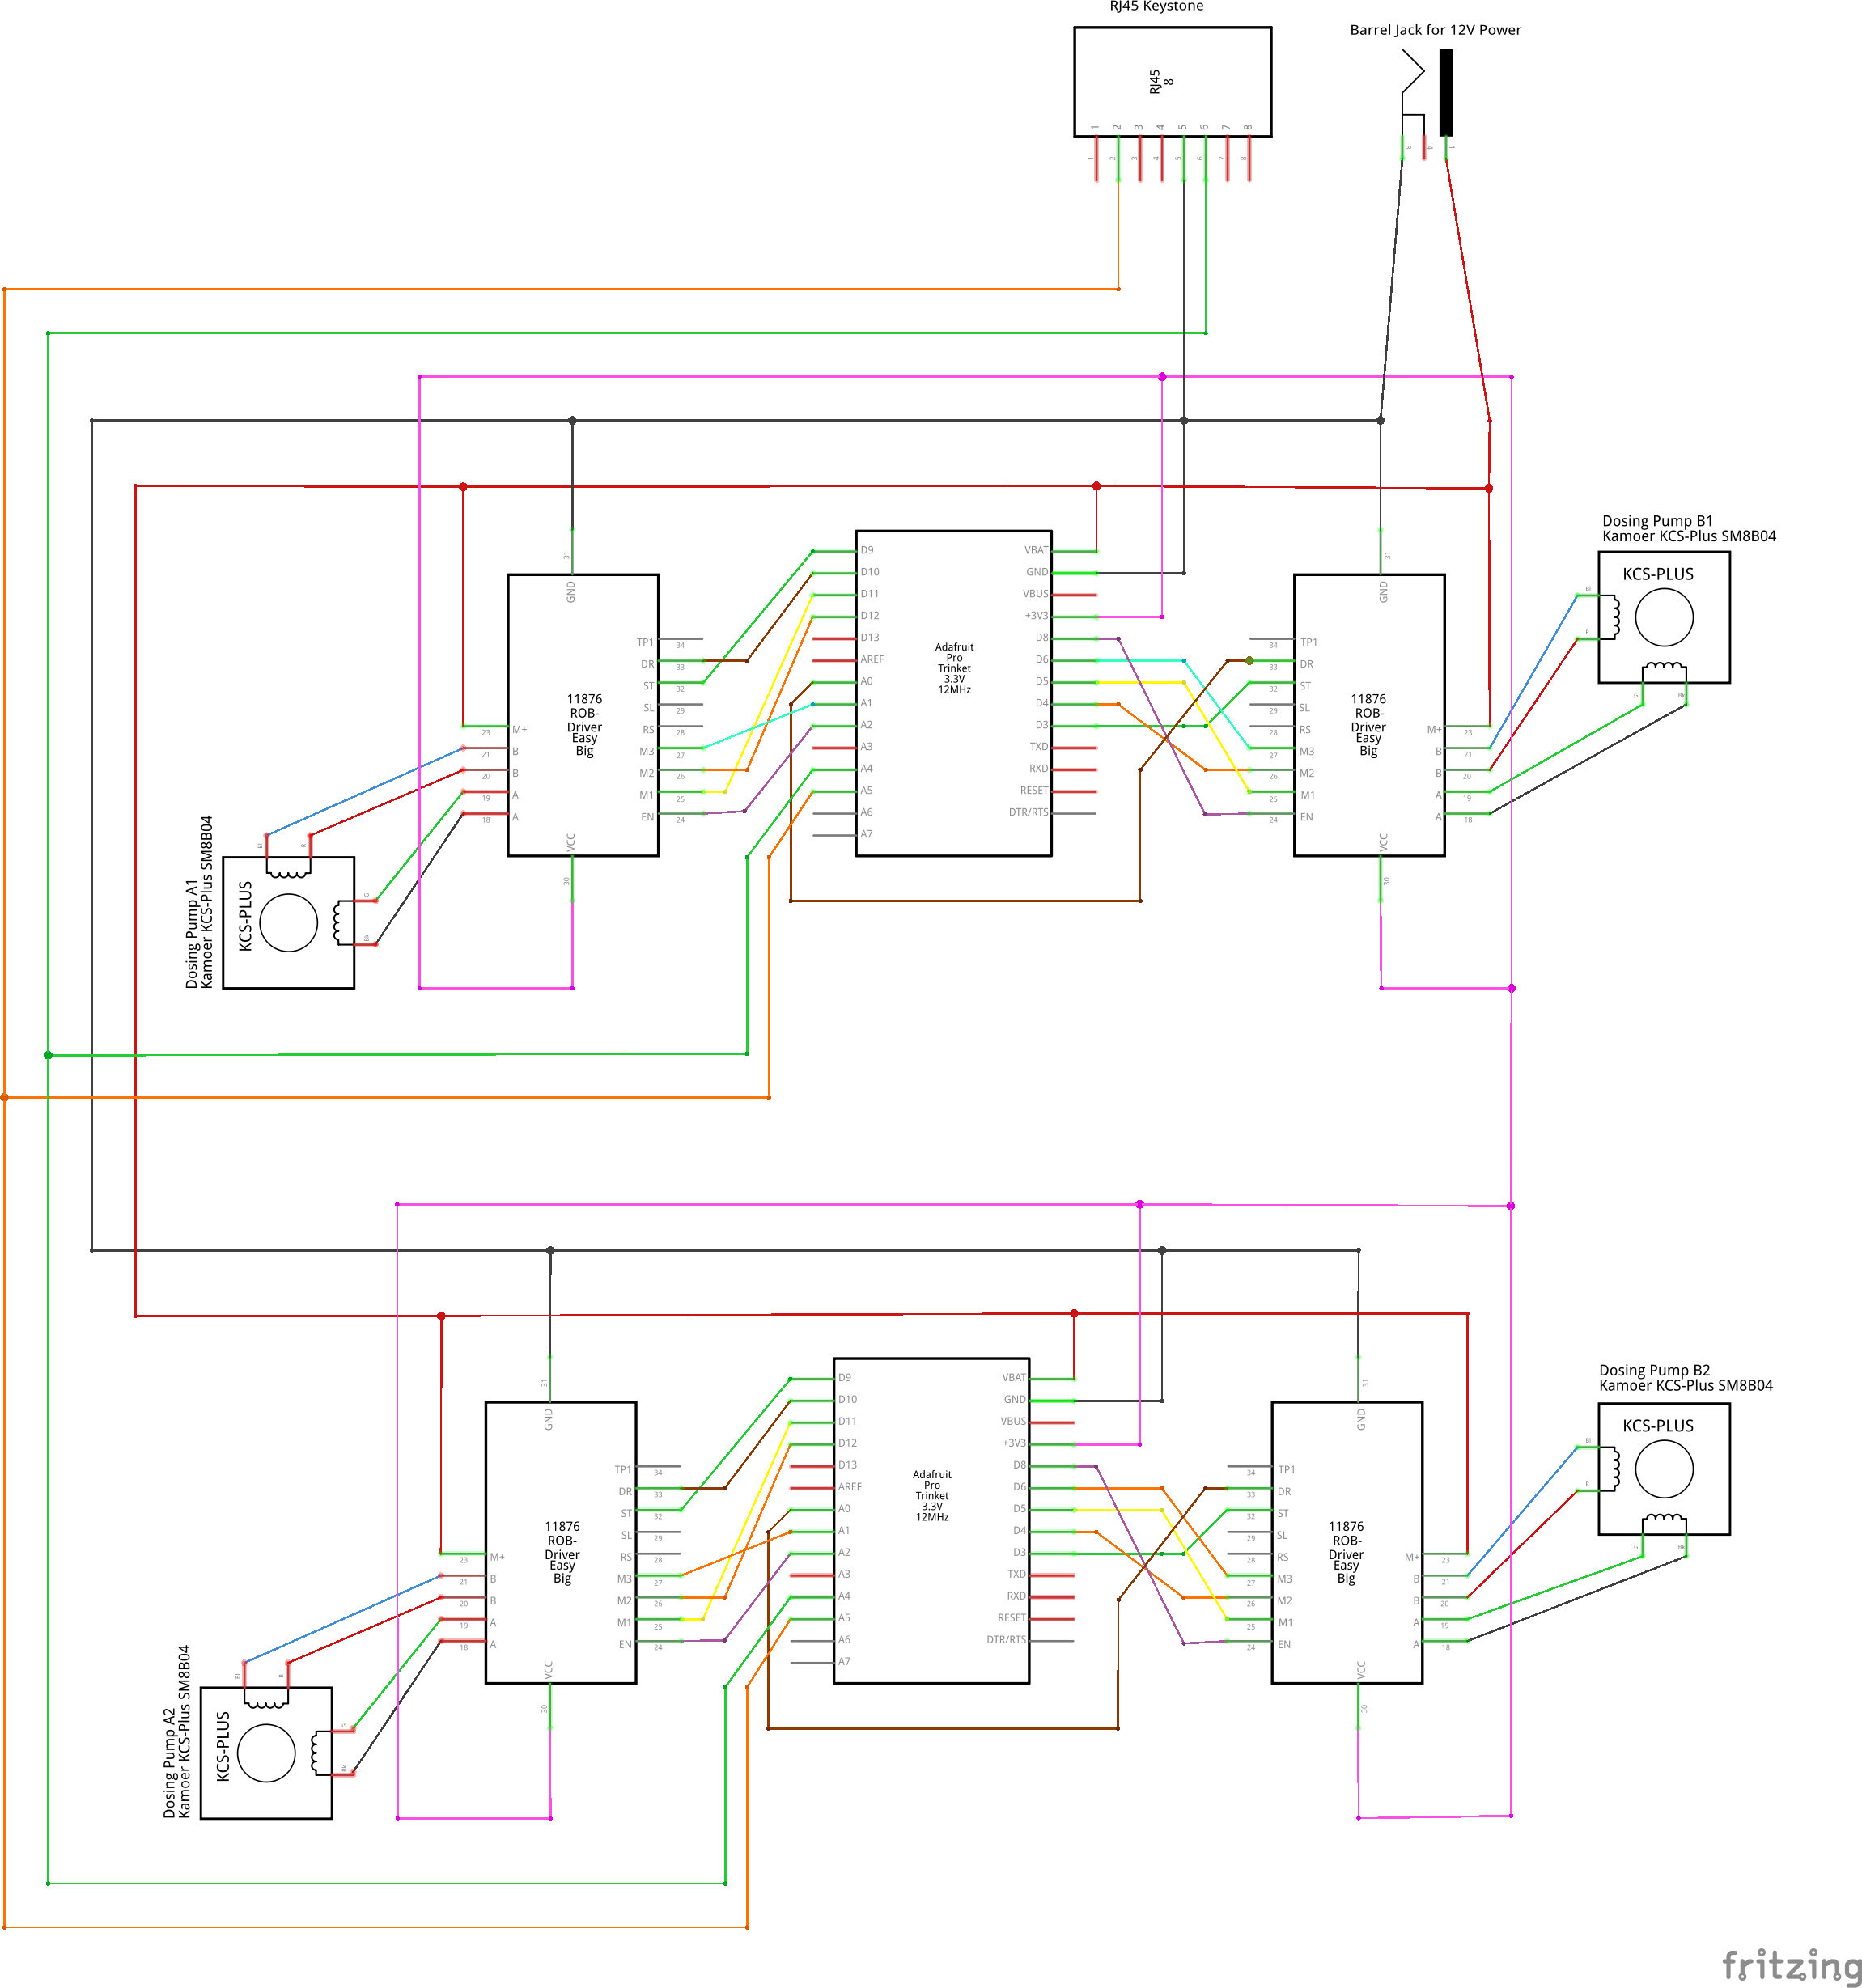 RJ45 Keystone
Barrel Jack for 12V Power
RJ45
8
1 2 3 4 5 6 7 8
1 2 3 4 5 6 7 8
3 4 1
31
GND
TP1 34
DR 33
ST 32
SL 29
RS 28
M3 27
M2 26
M1 25
EN 24
11876
ROB-
Driver
Easy
Big
23 M+
21 B
20 B
19 A
18 A
VCC
30
D9
D10
D11
D12
D13
AREF
A0
A1
A2
A3
A4
A5
A6
A7
Adafruit
Pro
Trinket
3.3V
12MHz
VBAT
GND
VBUS
+3V3
D8
D6
D5
D4
D3
TXD
RXD
RESET
DTR/RTS
31
GND
34 TP1
33 DR
32 ST
29 SL
28 RS
27 M3
26 M2
25 M1
24 EN
11876
ROB-
Driver
Easy
Big
M+ 23
B 21
B 20
A 19
A 18
VCC
30
Dosing Pump B1
Kamoer KCS-Plus SM8B04
KCS-PLUS
Bl
R
G
Bk
Dosing Pump A1
Kamoer KCS-Plus SM8B04
KCS-PLUS
Bl
R
G
Bk
31
GND
TP1 34
DR 33
ST 32
SL 29
RS 28
M3 27
M2 26
M1 25
EN 24
11876
ROB-
Driver
Easy
Big
23 M+
21 B
20 B
19 A
18 A
VCC
30
D9
D10
D11
D12
D13
AREF
A0
A1
A2
A3
A4
A5
A6
A7
Adafruit
Pro
Trinket
3.3V
12MHz
VBAT
GND
VBUS
+3V3
D8
D6
D5
D4
D3
TXD
RXD
RESET
DTR/RTS
31
GND
34 TP1
33 DR
32 ST
29 SL
28 RS
27 M3
26 M2
25 M1
24 EN
11876
ROB-
Driver
Easy
Big
M+ 23
B 21
B 20
A 19
A 18
VCC
30
Dosing Pump B2
Kamoer KCS-Plus SM8B04
KCS-PLUS
Bl
R
G
Bk
Dosing Pump A2
Kamoer KCS-Plus SM8B04
KCS-PLUS
Bl
R
G
Bk
fritzing